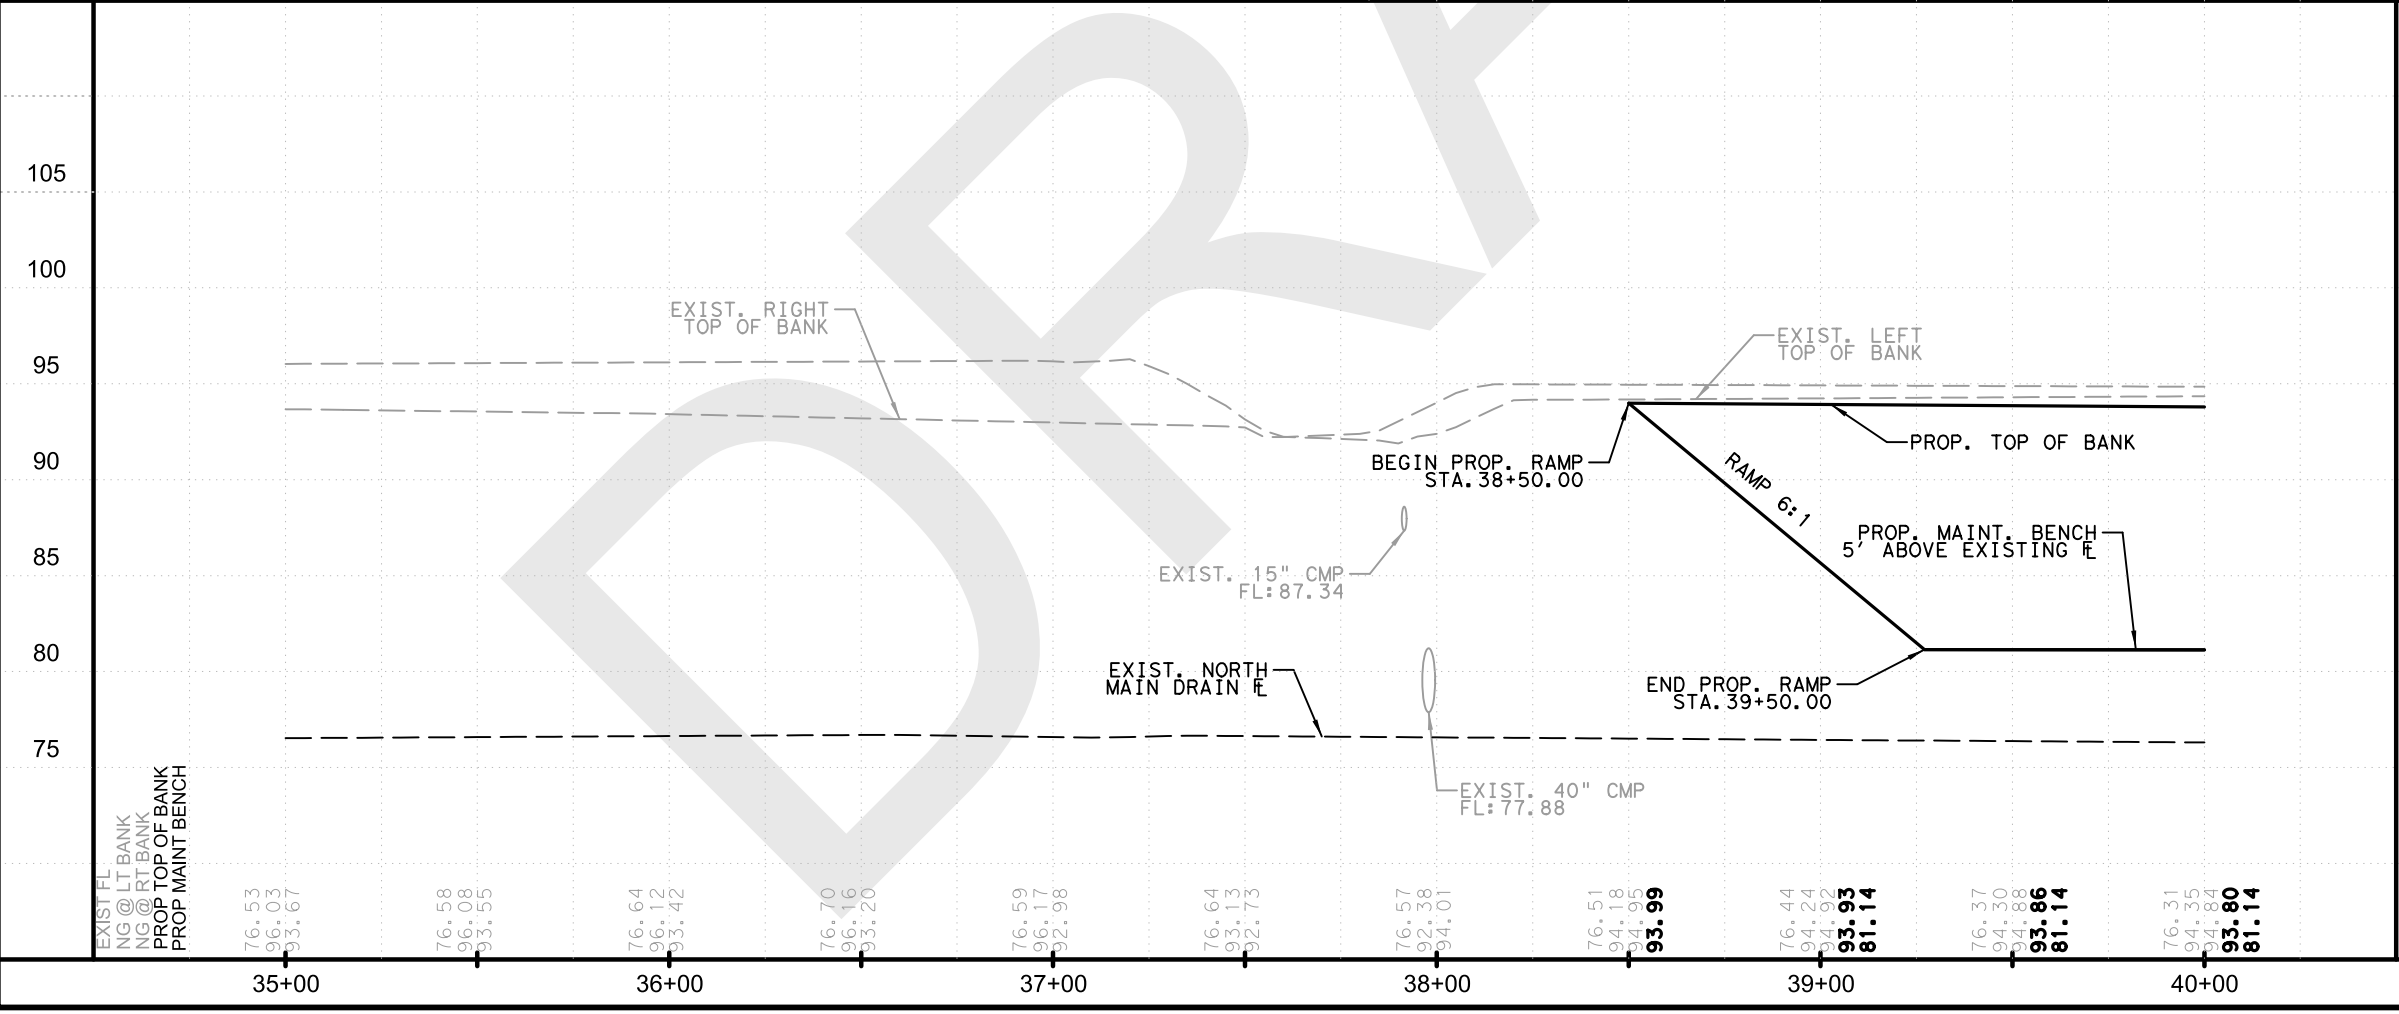 DRA
105
100
95
90
85
80
75
EXIST. RIGHT
TOP OF BANK
EXIST. LEFT
TOP OF BANK
PROP. TOP OF BANK
BEGIN PROP. RAMP
STA.38+50.00
RAMP 6:1
PROP. MAINT. BENCH
5' ABOVE EXISTING FL
EXIST. 15" CMP
FL:87.34
EXIST. NORTH
MAIN DRAIN FL
END PROP. RAMP
STA.39+50.00
EXIST. 40" CMP
FL:77.88
EXIST FL
NG @ LT BANK
NG @ RT BANK
PROP TOP OF BANK
PROP MAINT BENCH
76.53
96.03
93.67
76.58
96.08
93.55
76.64
96.12
93.42
76.70
96.16
93.20
76.59
96.17
92.98
76.64
93.13
92.73
76.57
92.38
94.01
76.51
94.18
94.95
93.99
76.44
94.24
94.92
93.93
81.14
76.37
94.30
94.88
93.86
81.14
76.31
94.35
94.84
93.80
81.14
35+00
36+00
37+00
38+00
39+00
40+00